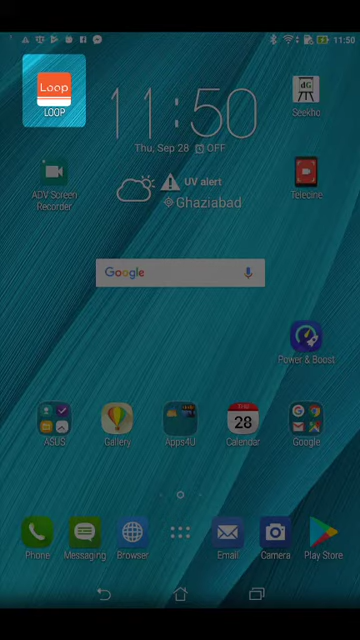 11:50
Loop
LOOP
11:50
dG
Seekho
Thu, Sep 28 OFF
UV alert
Ghaziabad
ADV Screen
Recorder
Telecine
Google
Power & Boost
ASUS
Gallery
Apps4U
28
Calendar
Google
Phone
Messaging
Browser
Email
Camera
Play Store